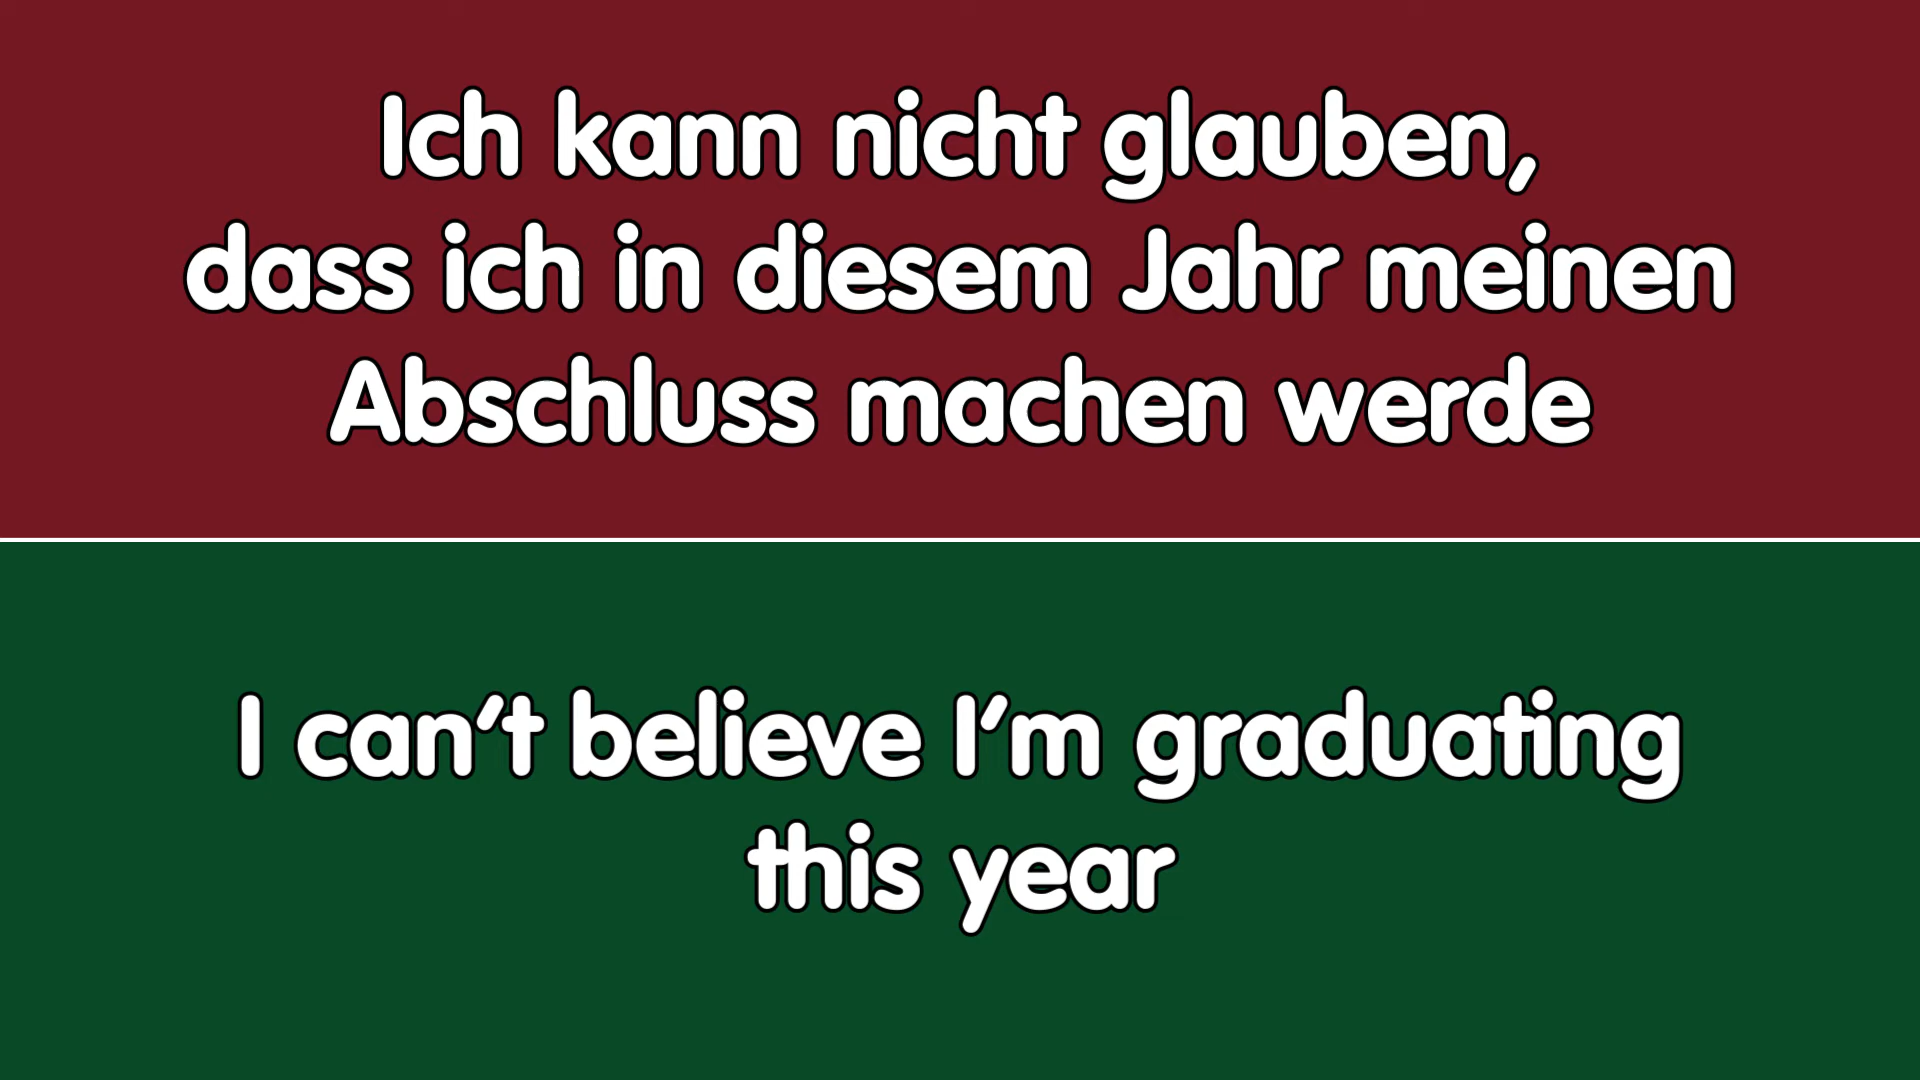 Ich kann nicht glauben,
dass ich in diesem Jahr meinen
Abschluss machen werde
I can't believe I'm graduating
this year